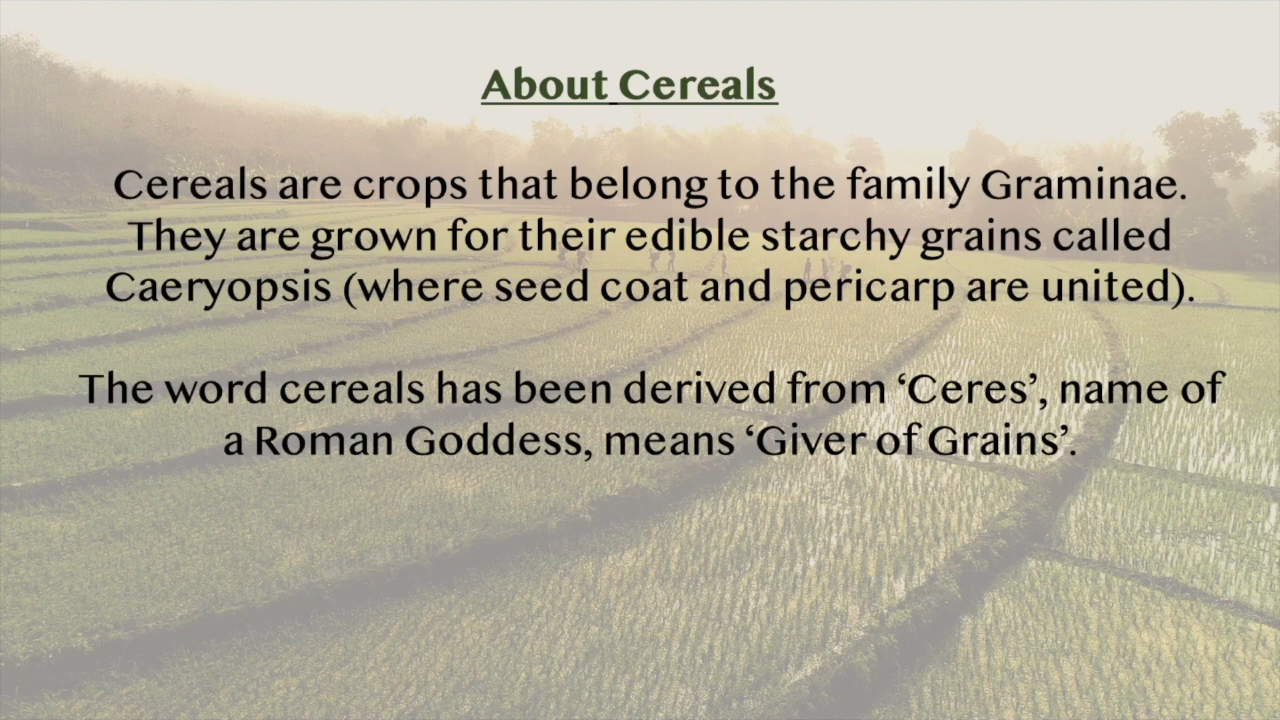 About Cereals
Cereals are crops that belong to the family Graminae.
They are grown for their edible starchy grains called
Caeryopsis (where seed coat and pericarp are united).
The word cereals has been derived from ‘Ceres’, name of
a Roman Goddess, means ‘Giver of Grains’.